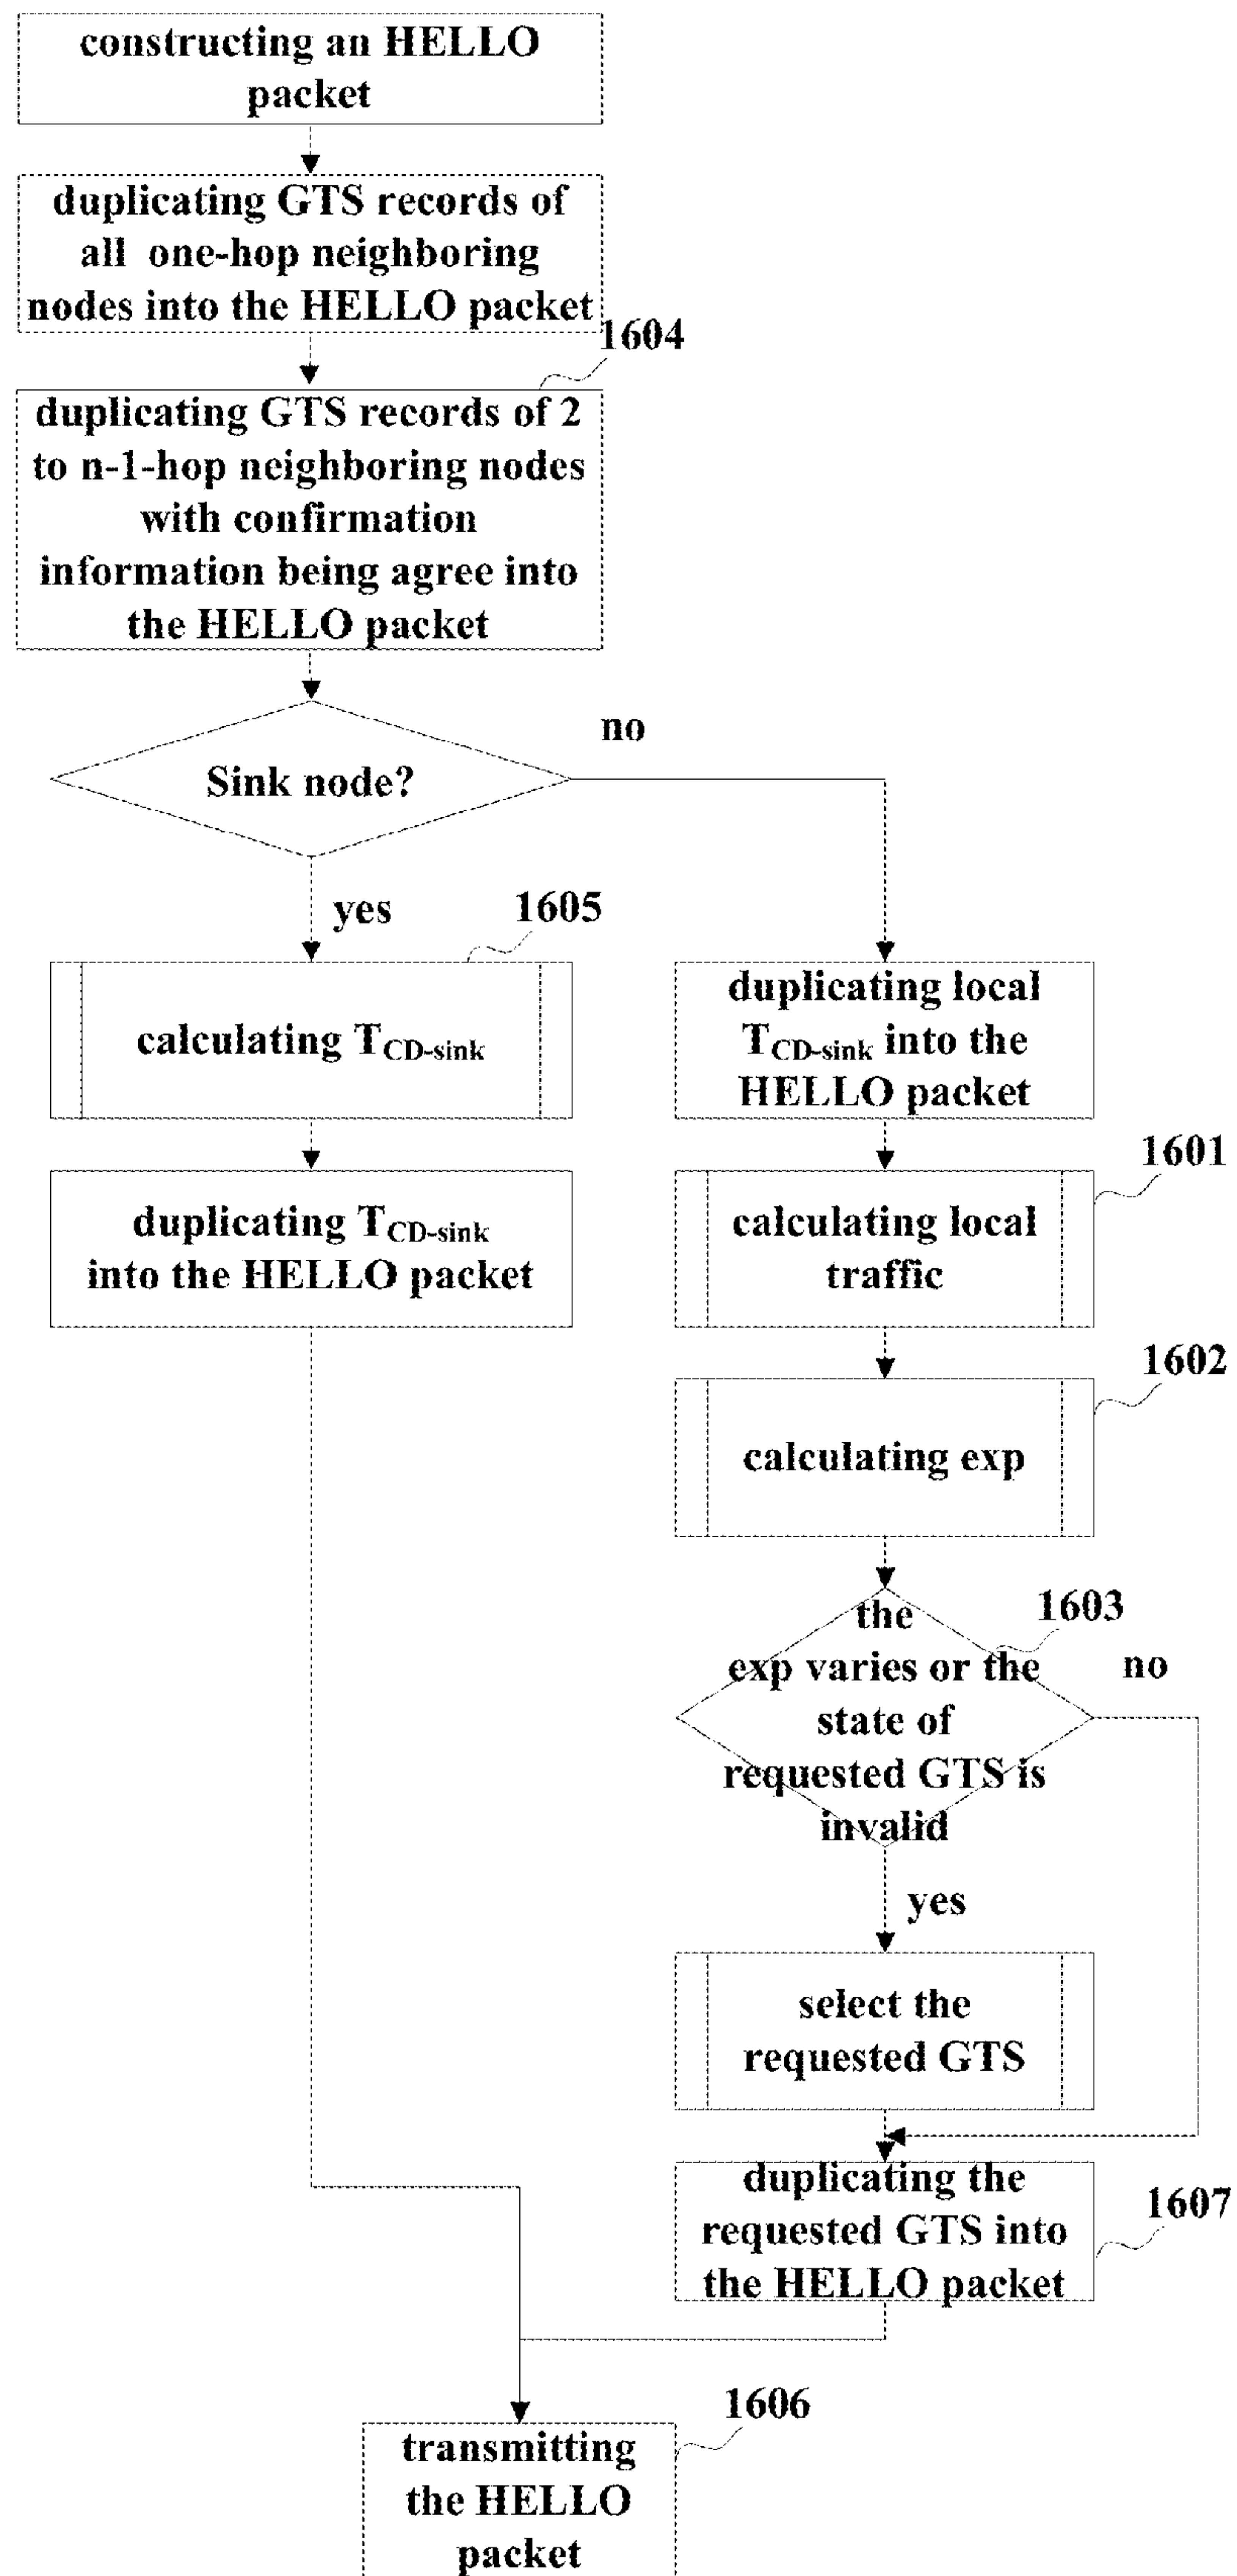 constructing an HELLO
packet
duplicating GTS records of
all one-hop neighboring
nodes into the HELLO packet
1604
duplicating GTS records of 2
to n-1-hop neighboring nodes
with confirmation
information being agree into
the HELLO packet
no
Sink node?
yes
1605
calculating TCD-sink
duplicating local
TCD-sink into the
HELLO packet
1601
duplicating TCD-sink
into the HELLO packet
calculating local
traffic
1602
calculating exp
1603
the
exp varies or the
state of
requested GTS is
invalid
no
yes
select the
requested GTS
duplicating the
requested GTS into
the HELLO packet
1607
1606
transmitting
the HELLO
packet